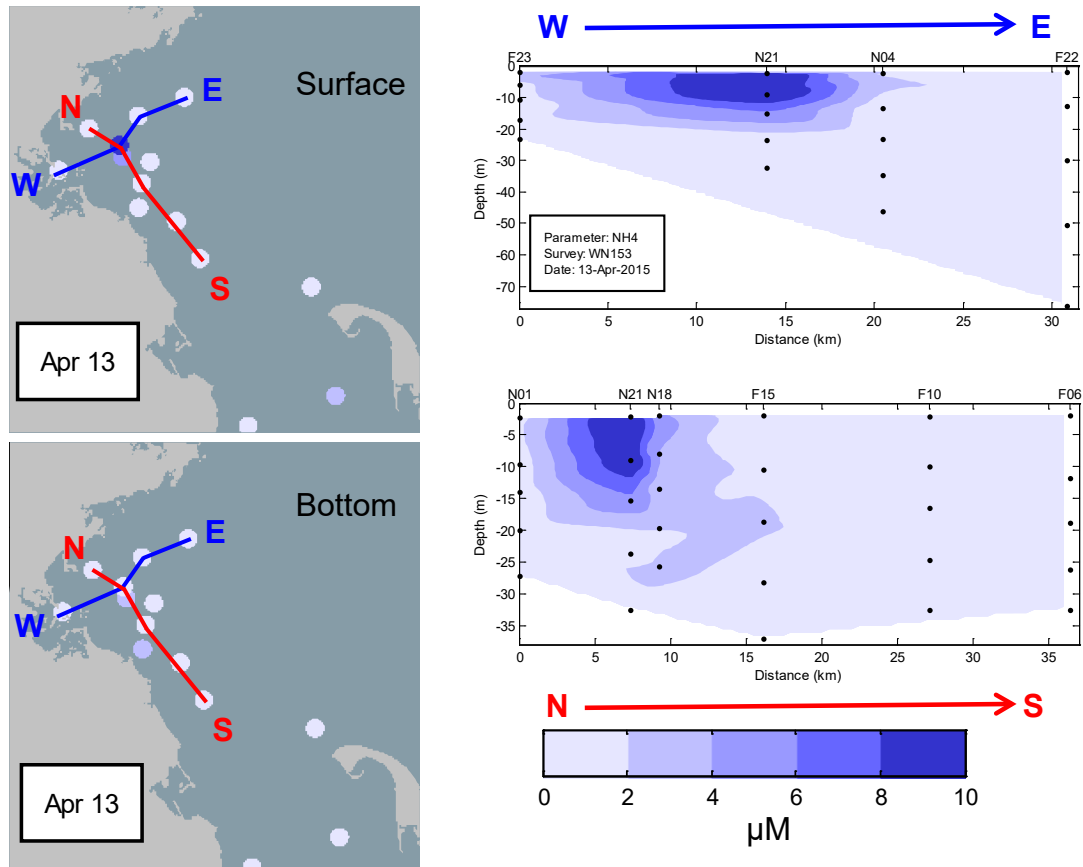 Surface
N
E
W
S
Apr 13
Bottom
N
E
W
S
Apr 13
W E
F23 N21 N04 F22
0
-10
-20
-30
-40
-50
-60
-70
Depth (m)
Parameter: NH4
Survey: WN153
Date: 13-Apr-2015
0 5 10 15 20 25 30
Distance (km)
N01 N21 N18 F15 F10 F06
0
-5
-10
-15
-20
-25
-30
-35
Depth (m)
0 5 10 15 20 25 30 35
Distance (km)
N S
0 2 4 6 8 10
µM